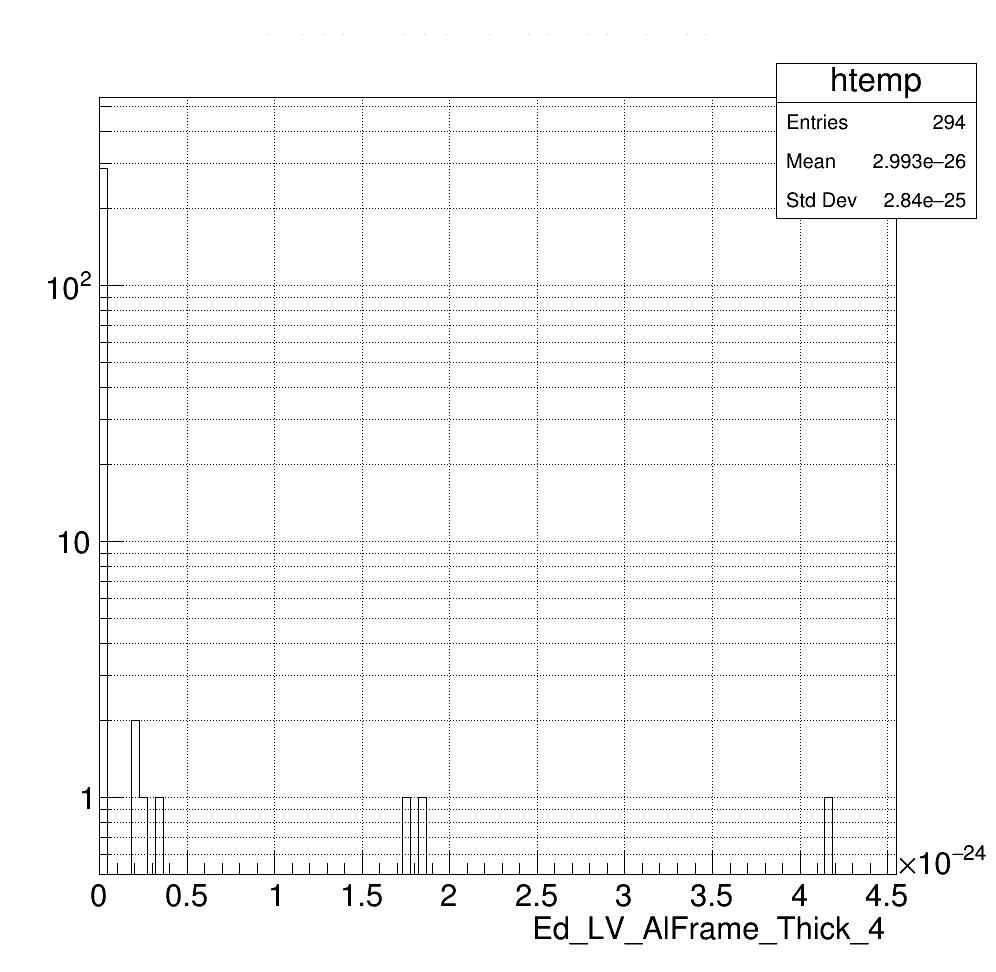 htemp
Entries 294
Mean 2.993e−26
Std Dev 2.84e−25
10²
10
1
0 0.5 1 1.5 2 2.5 3 3.5 4 4.5
×10⁻²⁴
Ed_LV_AlFrame_Thick_4